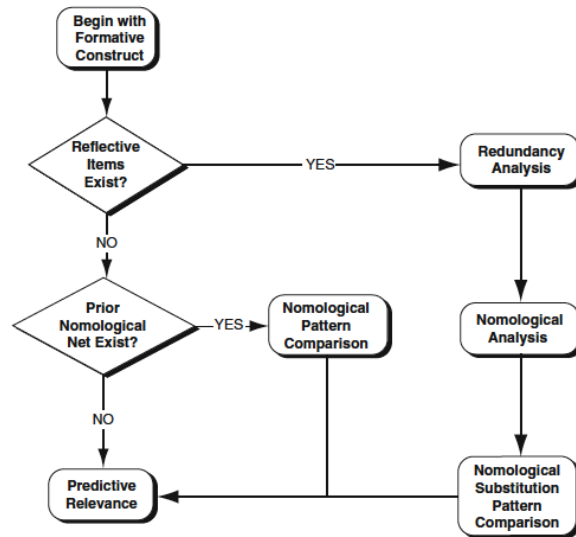 Begin with
Formative
Construct
Reflective
Items
Exist?
YES
Redundancy
Analysis
NO
Prior
Nomological
Net Exist?
YES
Nomological
Pattern
Comparison
Nomological
Analysis
NO
Predictive
Relevance
Nomological
Substitution
Pattern
Comparison